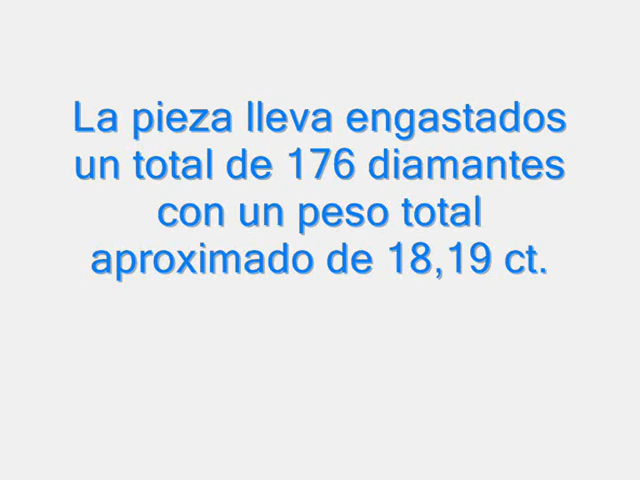 La pieza lleva engastados
un total de 176 diamantes
con un peso total
aproximado de 18,19 ct.